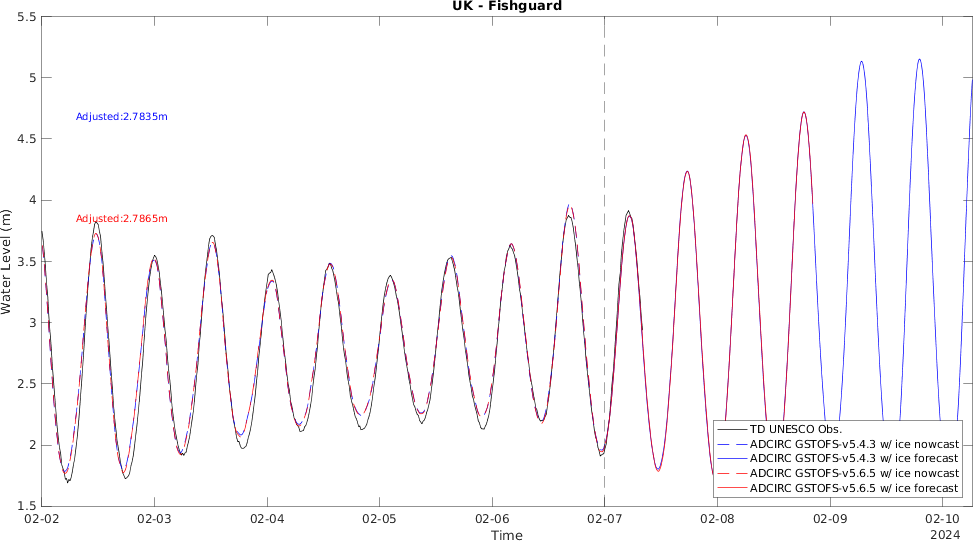 UK - Fishguard
5.5
5
4.5
4
3.5
3
2.5
2
1.5
Water Level (m)
Adjusted:2.7835m
Adjusted:2.7865m
TD UNESCO Obs.
ADCIRC GSTOFS-v5.4.3 w/ ice nowcast
ADCIRC GSTOFS-v5.4.3 w/ ice forecast
ADCIRC GSTOFS-v5.6.5 w/ ice nowcast
ADCIRC GSTOFS-v5.6.5 w/ ice forecast
02-02 02-03 02-04 02-05 02-06 02-07 02-08 02-09 02-10
Time 2024